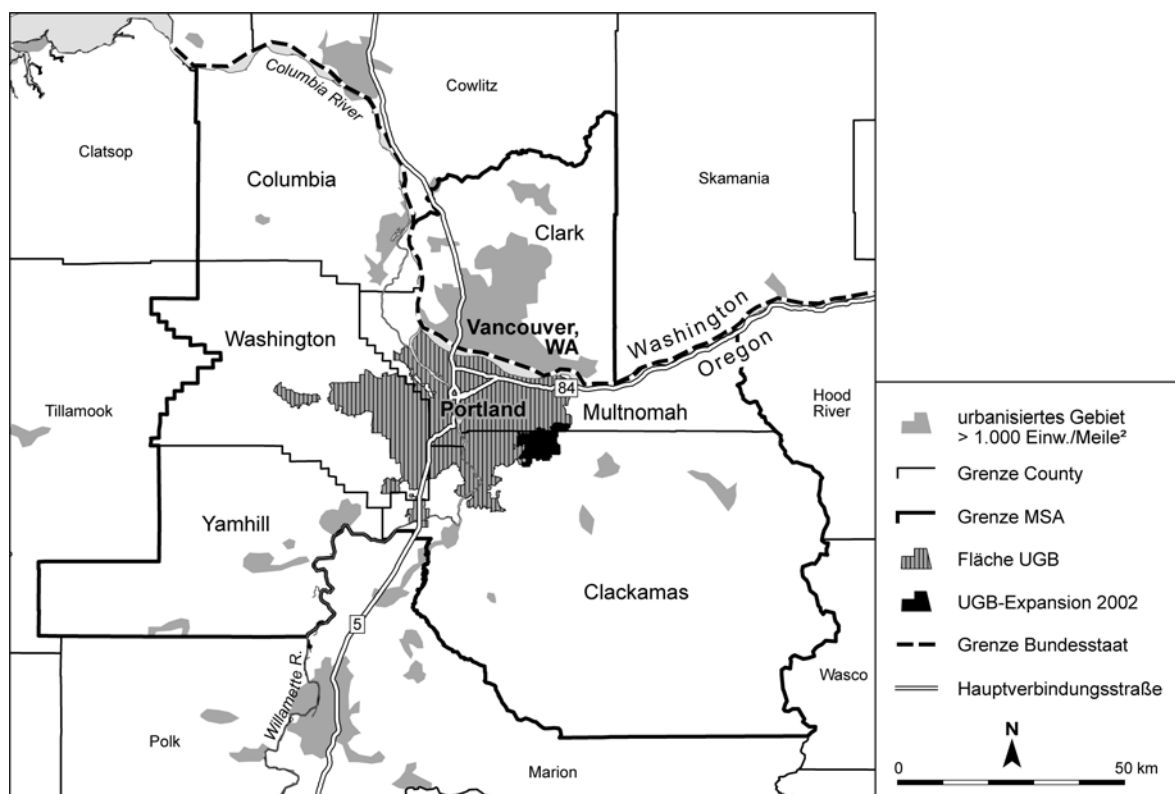 Cowlitz
Columbia River
Clatsop
Columbia
Skamania
Clark
Washington
Vancouver,
WA
Washington
Oregon
84
Tillamook
Portland
Multnomah
Hood
River
Yamhill
Clackamas
5
Willamette R.
Wasco
Polk
Marion
urbanisiertes Gebiet
> 1.000 Einw./Meile²
Grenze County
Grenze MSA
Fläche UGB
UGB-Expansion 2002
Grenze Bundesstaat
Hauptverbindungsstraße
N
0 50 km